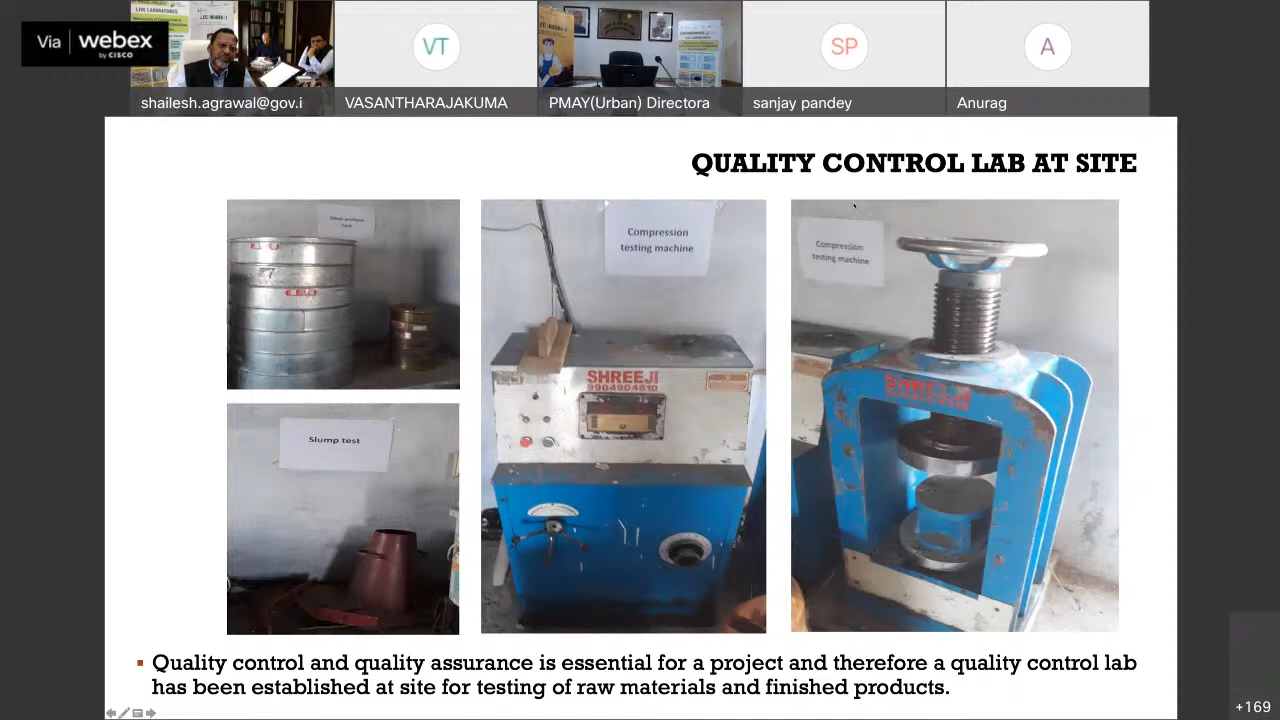 Via webex
by CISCO
LIVE LABORATORIES
VT
SP
A
shailesh.agrawal@gov.i
VASANTHARAJAKUMA
PMAY(Urban) Directora
sanjay pandey
Anurag
QUALITY CONTROL LAB AT SITE
Compression
testing machine
Compression
testing machine
SHREEJI
9904904810
SHREEJI
Slump test
Quality control and quality assurance is essential for a project and therefore a quality control lab
has been established at site for testing of raw materials and finished products.
+169